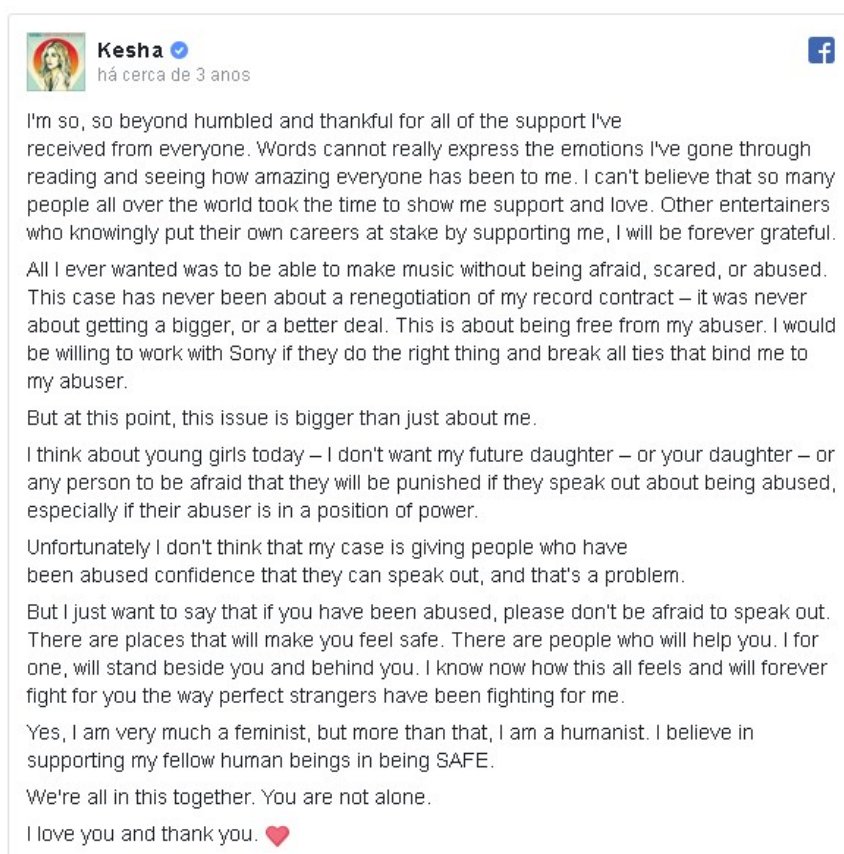 Kesha
há cerca de 3 anos
I'm so, so beyond humbled and thankful for all of the support I've
received from everyone. Words cannot really express the emotions I've gone through
reading and seeing how amazing everyone has been to me. I can't believe that so many
people all over the world took the time to show me support and love. Other entertainers
who knowingly put their own careers at stake by supporting me, I will be forever grateful.
All I ever wanted was to be able to make music without being afraid, scared, or abused.
This case has never been about a renegotiation of my record contract – it was never
about getting a bigger, or a better deal. This is about being free from my abuser. I would
be willing to work with Sony if they do the right thing and break all ties that bind me to
my abuser.
But at this point, this issue is bigger than just about me.
I think about young girls today – I don't want my future daughter – or your daughter – or
any person to be afraid that they will be punished if they speak out about being abused,
especially if their abuser is in a position of power.
Unfortunately I don't think that my case is giving people who have
been abused confidence that they can speak out, and that's a problem.
But I just want to say that if you have been abused, please don't be afraid to speak out.
There are places that will make you feel safe. There are people who will help you. I for
one, will stand beside you and behind you. I know now how this all feels and will forever
fight for you the way perfect strangers have been fighting for me.
Yes, I am very much a feminist, but more than that, I am a humanist. I believe in
supporting my fellow human beings in being SAFE.
We're all in this together. You are not alone.
I love you and thank you. ❤